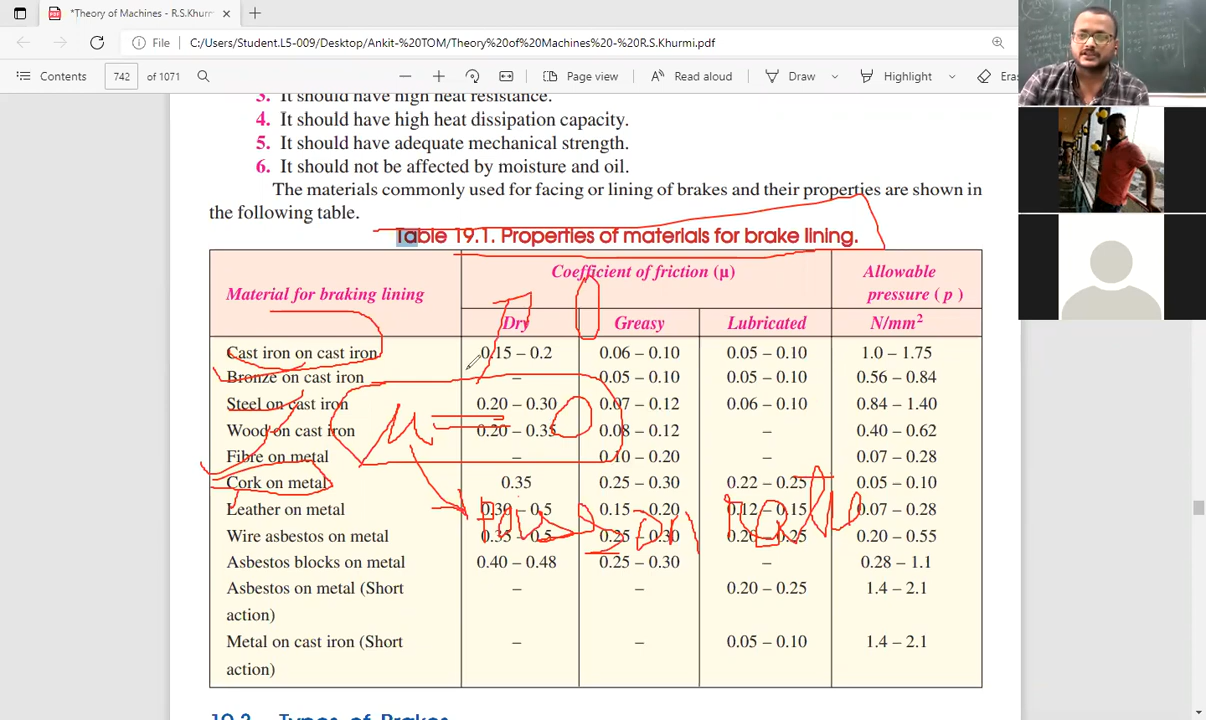 *Theory of Machines - R.S.Khurm
File C:/Users/Student.L5-009/Desktop/Ankit-%20TOM/Theory%20of%20Machines%20-%20R.S.Khurmi.pdf
Contents 742 of 1071 Page view Read aloud Draw Highlight Eras
3. It should have high heat resistance.
4. It should have high heat dissipation capacity.
5. It should have adequate mechanical strength.
6. It should not be affected by moisture and oil.
The materials commonly used for facing or lining of brakes and their properties are shown in
the following table.
Table 19.1. Properties of materials for brake lining.
Material for braking lining Coefficient of friction (μ) Allowable pressure ( p )
Dry Greasy Lubricated N/mm²
Cast iron on cast iron 0.15 – 0.2 0.06 – 0.10 0.05 – 0.10 1.0 – 1.75
Bronze on cast iron – 0.05 – 0.10 0.05 – 0.10 0.56 – 0.84
Steel on cast iron 0.20 – 0.30 0.07 – 0.12 0.06 – 0.10 0.84 – 1.40
μ = 0
Wood on cast iron 0.20 – 0.35 0.08 – 0.12 – 0.40 – 0.62
Fibre on metal – 0.10 – 0.20 – 0.07 – 0.28
Cork on metal 0.35 0.25 – 0.30 0.22 – 0.25 0.05 – 0.10
Leather on metal 0.30 – 0.5 0.15 – 0.20 0.12 – 0.15 0.07 – 0.28
Poisson ratio
Wire asbestos on metal 0.35 – 0.5 0.25 – 0.30 0.20 – 0.25 0.20 – 0.55
Asbestos blocks on metal 0.40 – 0.48 0.25 – 0.30 – 0.28 – 1.1
Asbestos on metal (Short – – 0.20 – 0.25 1.4 – 2.1
action)
Metal on cast iron (Short – – 0.05 – 0.10 1.4 – 2.1
action)
19.3. Types of Brakes